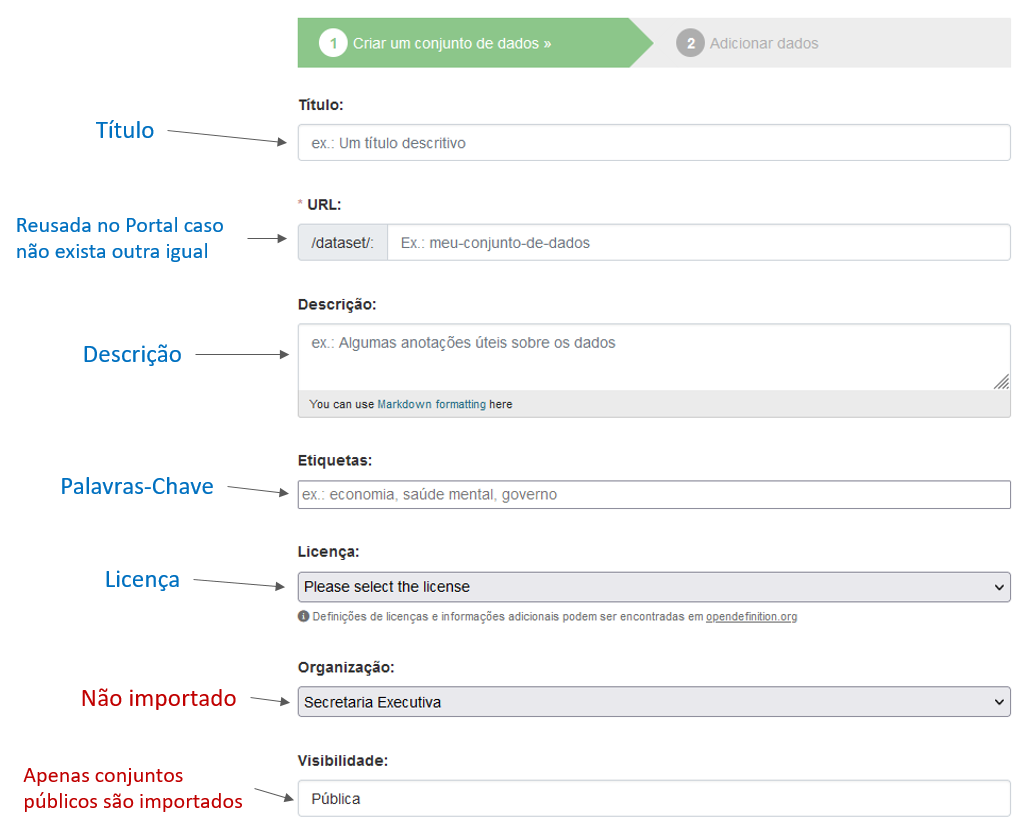 1 Criar um conjunto de dados »
2 Adicionar dados
Título:
Título
ex.: Um título descritivo
* URL:
Reusada no Portal caso
não exista outra igual
/dataset/:
Ex.: meu-conjunto-de-dados
Descrição:
Descrição
ex.: Algumas anotações úteis sobre os dados
You can use Markdown formatting here
Etiquetas:
Palavras-Chave
ex.: economia, saúde mental, governo
Licença:
Licença
Please select the license
Definições de licenças e informações adicionais podem ser encontradas em opendefinition.org
Organização:
Não importado
Secretaria Executiva
Visibilidade:
Apenas conjuntos
públicos são importados
Pública